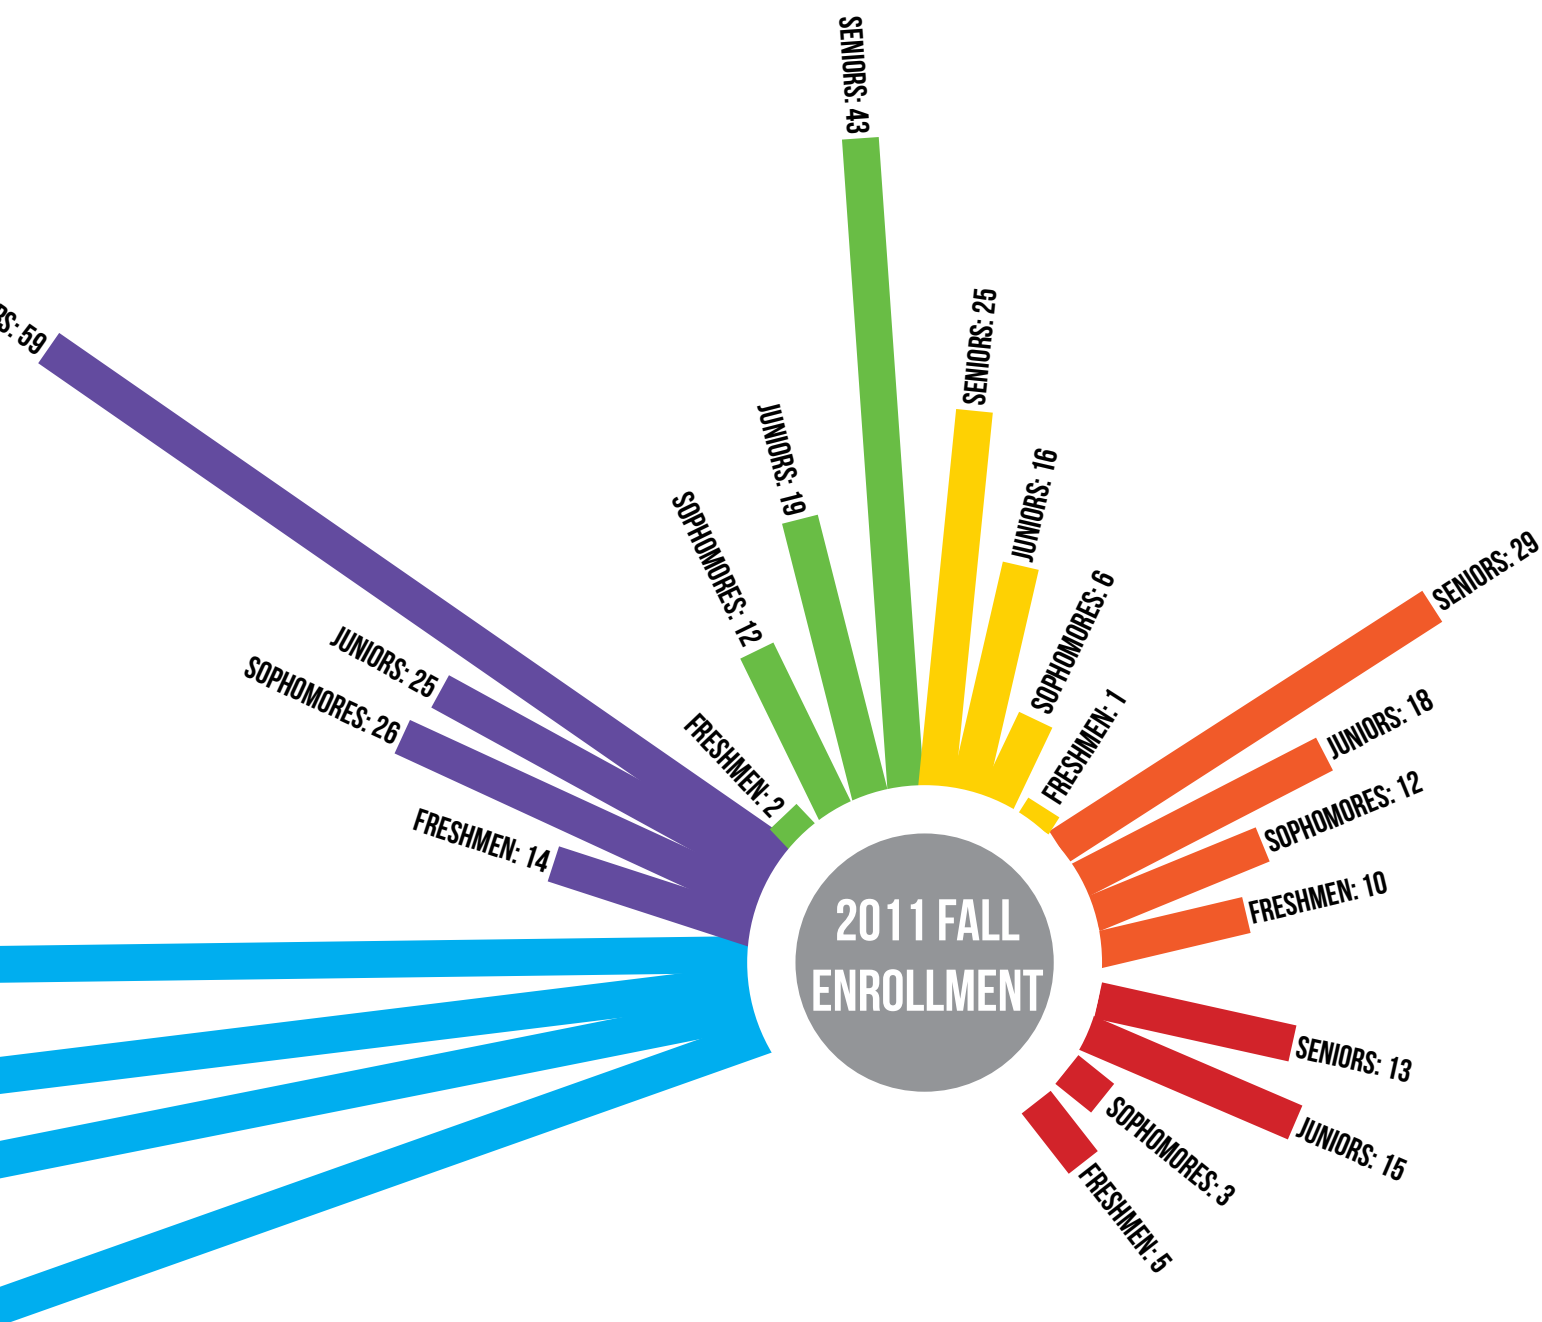 SENIORS: 43
SENIORS: 25
JUNIORS: 16
SOPHOMORES: 6
FRESHMEN: 1
SENIORS: 29
JUNIORS: 18
SOPHOMORES: 12
FRESHMEN: 10
SENIORS: 13
JUNIORS: 15
SOPHOMORES: 3
FRESHMEN: 5
JUNIORS: 19
SOPHOMORES: 12
FRESHMEN: 2
RS: 59
JUNIORS: 25
SOPHOMORES: 26
FRESHMEN: 14
2011 FALL
ENROLLMENT